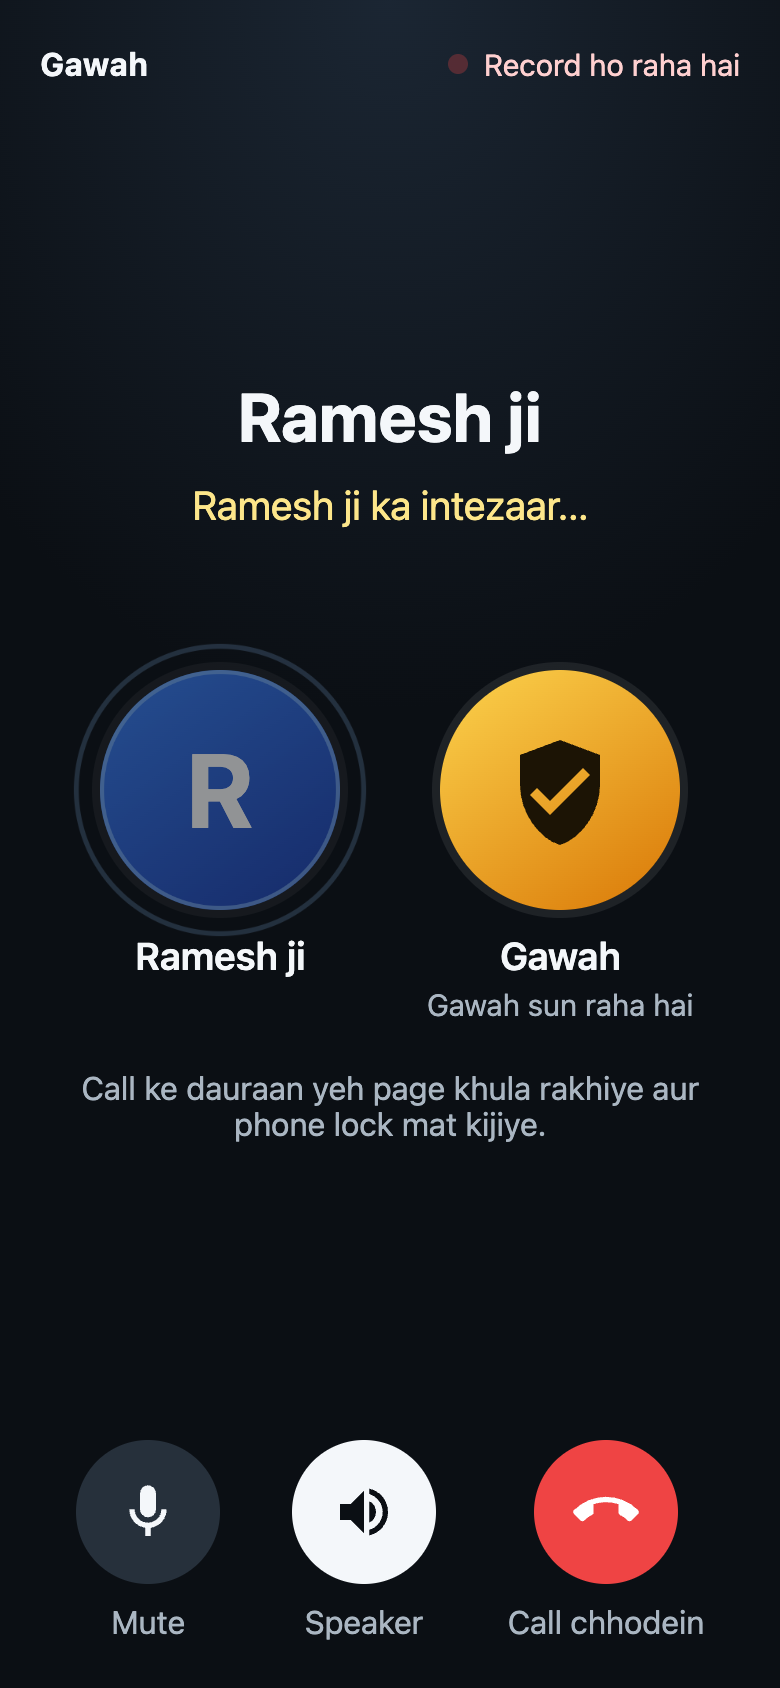 Gawah
Record ho raha hai
Ramesh ji
Ramesh ji ka intezaar...
R
Ramesh ji
Gawah
Gawah sun raha hai
Call ke dauraan yeh page khula rakhiye aur
phone lock mat kijiye.
Mute
Speaker
Call chhodein